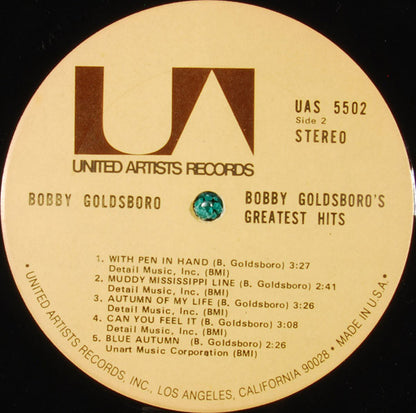 UA
UAS 5502
Side 2
STEREO
UNITED ARTISTS RECORDS
BOBBY GOLDSBORO
BOBBY GOLDSBORO'S
GREATEST HITS
1. WITH PEN IN HAND (B. Goldsboro) 3:27
Detail Music, Inc. (BMI)
2. MUDDY MISSISSIPPI LINE (B. Goldsboro) 2:41
Detail Music, Inc. (BMI)
3. AUTUMN OF MY LIFE (B. Goldsboro) 3:26
Detail Music, Inc. (BMI)
4. CAN YOU FEEL IT (B. Goldsboro) 3:08
Detail Music, Inc. (BMI)
5. BLUE AUTUMN (B. Goldsboro) 2:26
Unart Music Corporation (BMI)
• UNITED ARTISTS RECORDS, INC., LOS ANGELES, CALIFORNIA 90028 • MADE IN U.S.A. •